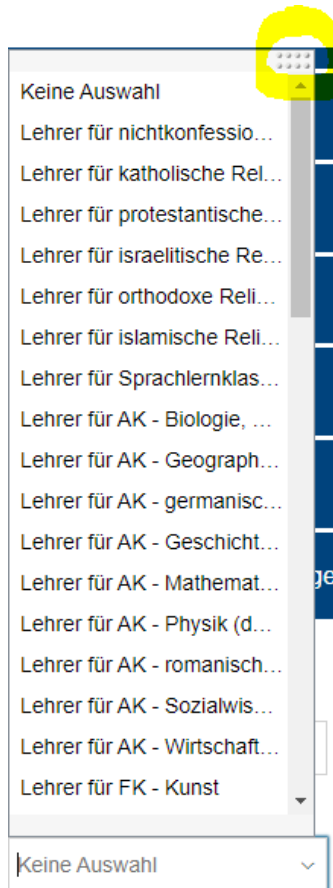 Keine Auswahl
Lehrer für nichtkonfessio...
Lehrer für katholische Rel...
Lehrer für protestantische...
Lehrer für israelitische Re...
Lehrer für orthodoxe Reli...
Lehrer für islamische Reli...
Lehrer für Sprachlernklas...
Lehrer für AK - Biologie, ...
Lehrer für AK - Geograph...
Lehrer für AK - germanisc...
Lehrer für AK - Geschicht...
Lehrer für AK - Mathemat...
Lehrer für AK - Physik (d...
Lehrer für AK - romanisch...
Lehrer für AK - Sozialwis...
Lehrer für AK - Wirtschaft...
Lehrer für FK - Kunst
Keine Auswahl